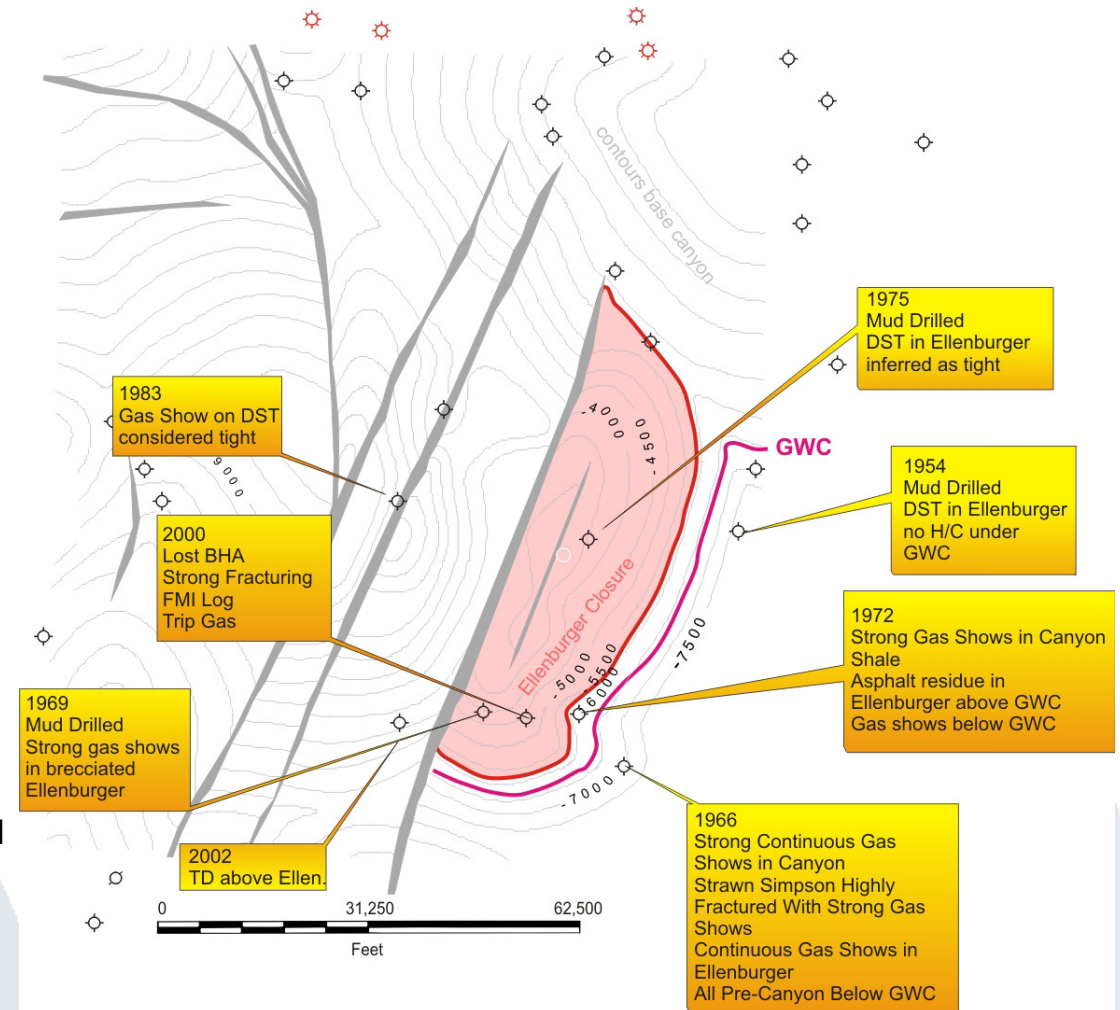 contours base canyon
1975
Mud Drilled
DST in Ellenburger
inferred as tight
1983
Gas Show on DST
considered tight
-4000
-4500
GWC
9000
1954
Mud Drilled
DST in Ellenburger
no H/C under
GWC
2000
Lost BHA
Strong Fracturing
FMI Log
Trip Gas
Ellenburger Closure
-5000
-5500
-6000
-7500
1972
Strong Gas Shows in Canyon
Shale
Asphalt residue in
Ellenburger above GWC
Gas shows below GWC
1969
Mud Drilled
Strong gas shows
in brecciated
Ellenburger
-7000
1966
Strong Continuous Gas
Shows in Canyon
Strawn Simpson Highly
Fractured With Strong Gas
Shows
Continuous Gas Shows in
Ellenburger
All Pre-Canyon Below GWC
2002
TD above Ellen.
0 31,250 62,500
Feet